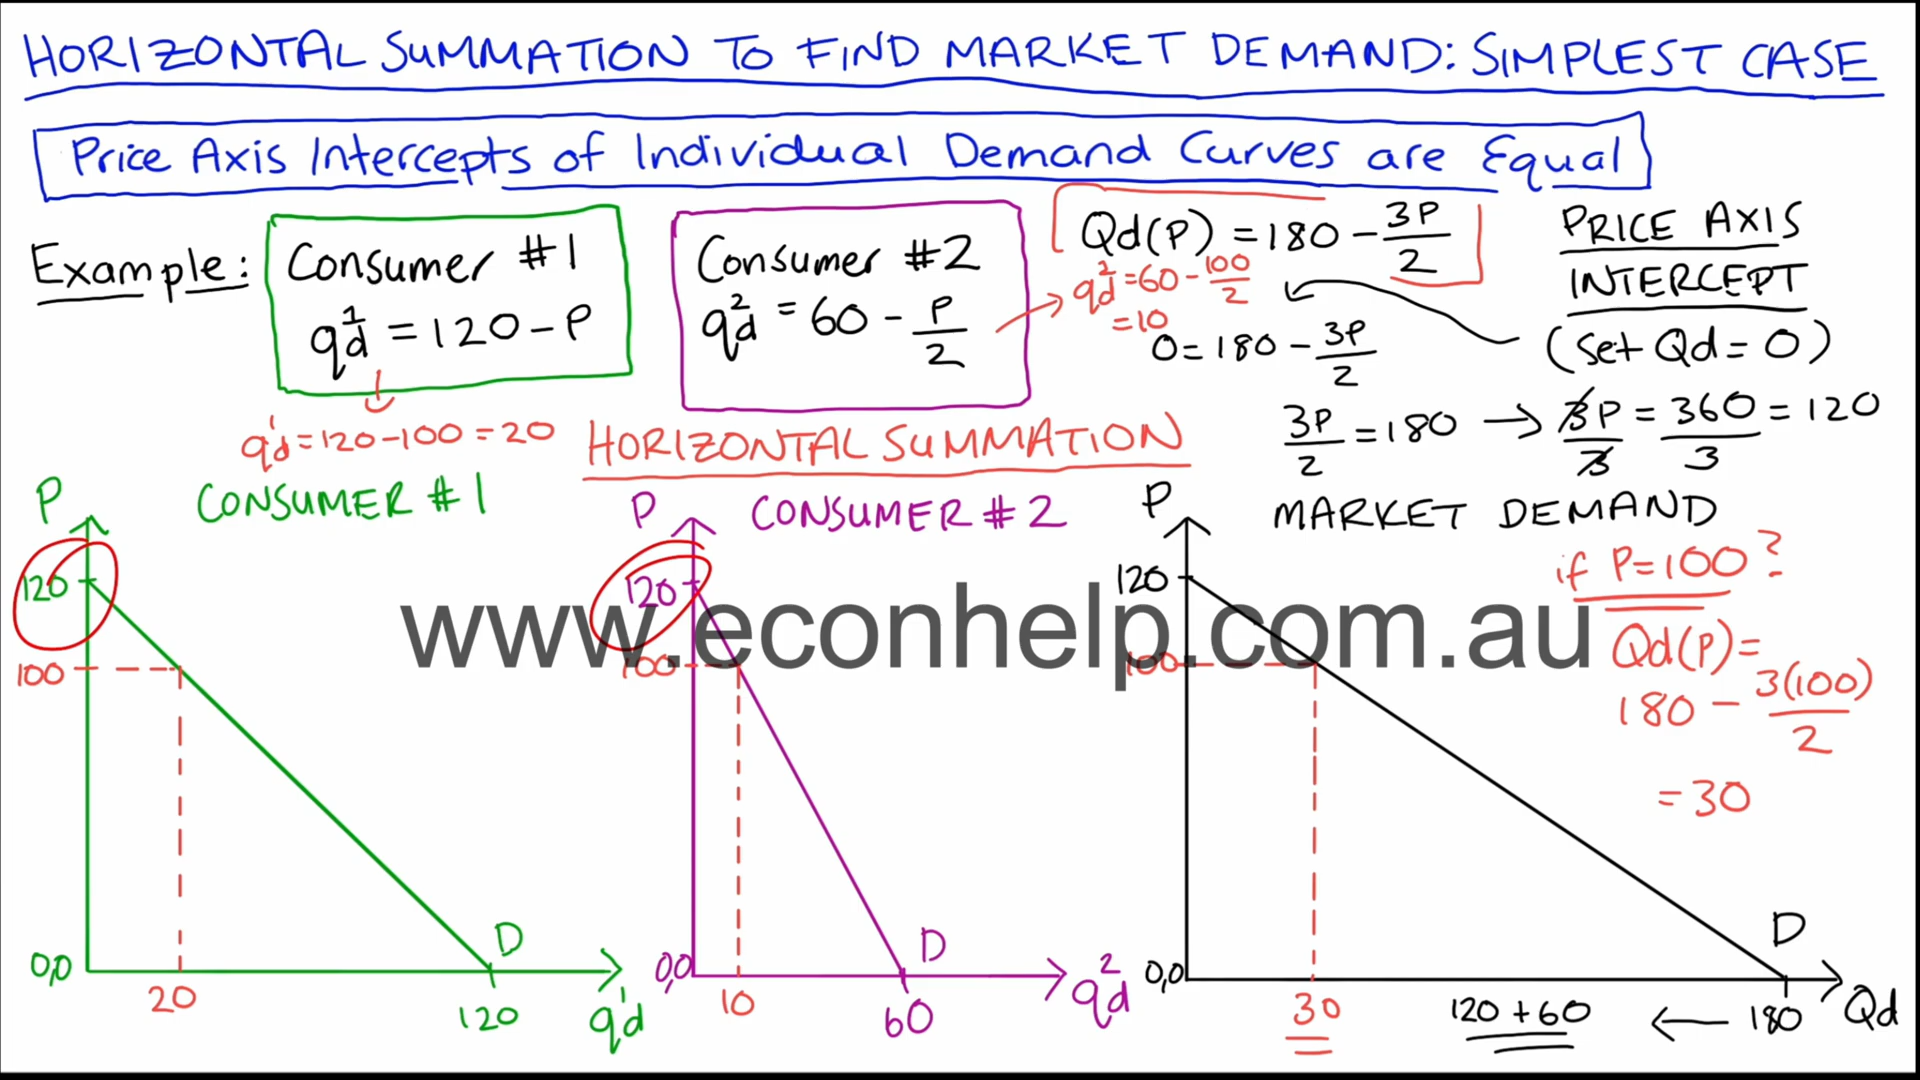 HORIZONTAL SUMMATION TO FIND MARKET DEMAND: SIMPLEST CASE
Price Axis Intercepts of Individual Demand Curves are Equal
Example:
Consumer #1
q¹d = 120 - P
q¹d = 120 - 100 = 20
Consumer #2
q²d = 60 - P/2
Qd(P) = 180 - 3P/2
q²d = 60 - 100/2
= 10
0 = 180 - 3P/2
3P/2 = 180 → 3P/3 = 360/3 = 120
PRICE AXIS
INTERCEPT
(set Qd = 0)
HORIZONTAL SUMMATION
CONSUMER #1
P
120
100
0,0
20
120
D
q¹d
CONSUMER #2
P
120
100
0,0
10
60
D
q²d
MARKET DEMAND
P
120
100
0,0
30
120 + 60 ← 180
D
Qd
if P = 100?
Qd(P) =
180 - 3(100)/2
= 30
www.econhelp.com.au